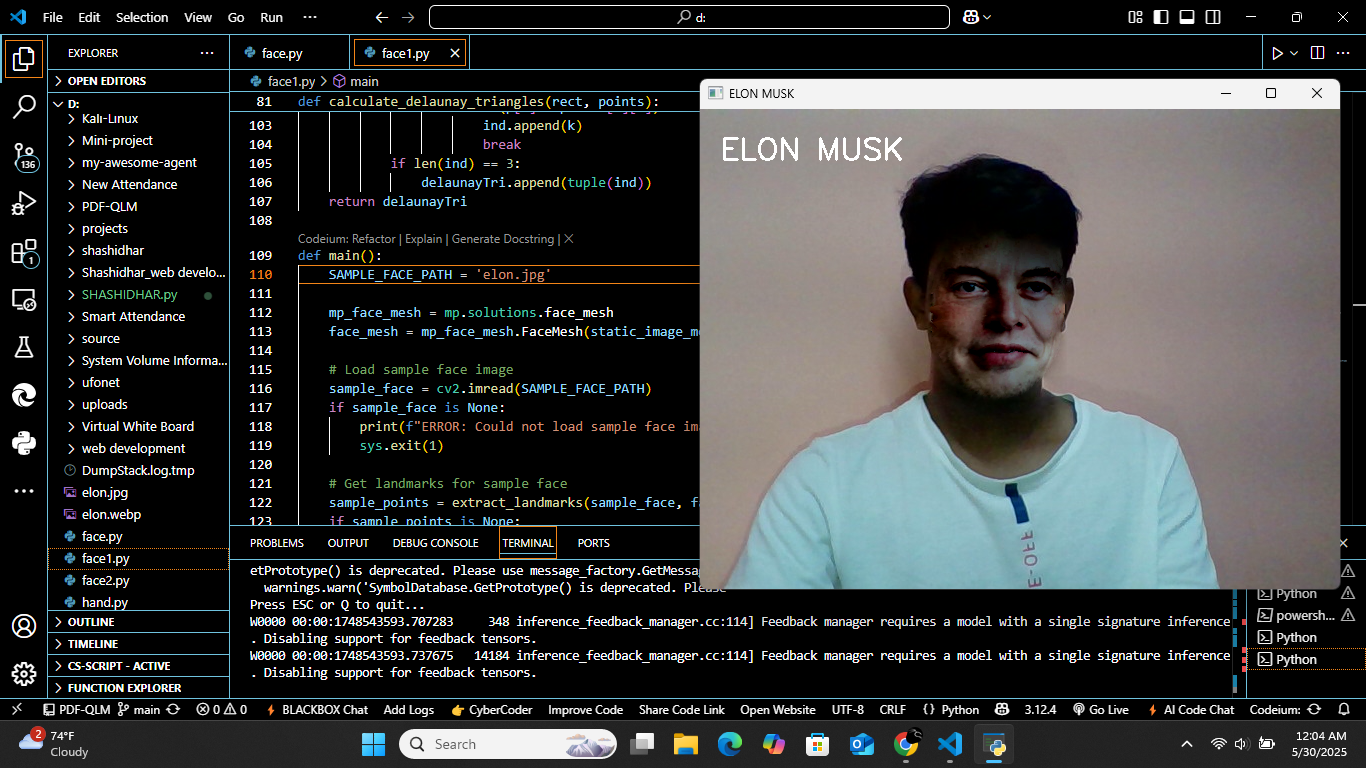 File Edit Selection View Go Run ··· d:
EXPLORER ···
OPEN EDITORS
D:
Kali-Linux
Mini-project
my-awesome-agent
New Attendance
PDF-QLM
projects
shashidhar
Shashidhar_web develo...
SHASHIDHAR.py
Smart Attendance
source
System Volume Informa...
ufonet
uploads
Virtual White Board
web development
DumpStack.log.tmp
elon.jpg
elon.webp
face.py
face1.py
face2.py
hand.py
OUTLINE
TIMELINE
CS-SCRIPT - ACTIVE
FUNCTION EXPLORER
136
1
face.py face1.py
face1.py > main
81 def calculate_delaunay_triangles(rect, points):
103 ind.append(k)
104 break
105 if len(ind) == 3:
106 delaunayTri.append(tuple(ind))
107 return delaunayTri
108
Codeium: Refactor | Explain | Generate Docstring | ×
109 def main():
110 SAMPLE_FACE_PATH = 'elon.jpg'
111
112 mp_face_mesh = mp.solutions.face_mesh
113 face_mesh = mp_face_mesh.FaceMesh(static_image_m
114
115 # Load sample face image
116 sample_face = cv2.imread(SAMPLE_FACE_PATH)
117 if sample_face is None:
118 print(f"ERROR: Could not load sample face im
119 sys.exit(1)
120
121 # Get landmarks for sample face
122 sample_points = extract_landmarks(sample_face, f
123 if sample_points is None:
ELON MUSK
ELON MUSK
E-OFF
PROBLEMS OUTPUT DEBUG CONSOLE TERMINAL PORTS
etPrototype() is deprecated. Please use message_factory.GetMessa
warnings.warn('SymbolDatabase.GetPrototype() is deprecated. Please
Press ESC or Q to quit...
W0000 00:00:1748543593.707283 348 inference_feedback_manager.cc:114] Feedback manager requires a model with a single signature inference
. Disabling support for feedback tensors.
W0000 00:00:1748543593.737675 14184 inference_feedback_manager.cc:114] Feedback manager requires a model with a single signature inference
. Disabling support for feedback tensors.
Python
powersh...
Python
Python
PDF-QLM main 0 0 BLACKBOX Chat Add Logs CyberCoder Improve Code Share Code Link Open Website UTF-8 CRLF {} Python 3.12.4 Go Live AI Code Chat Codeium:
2
74°F
Cloudy
Search
12:04 AM
5/30/2025